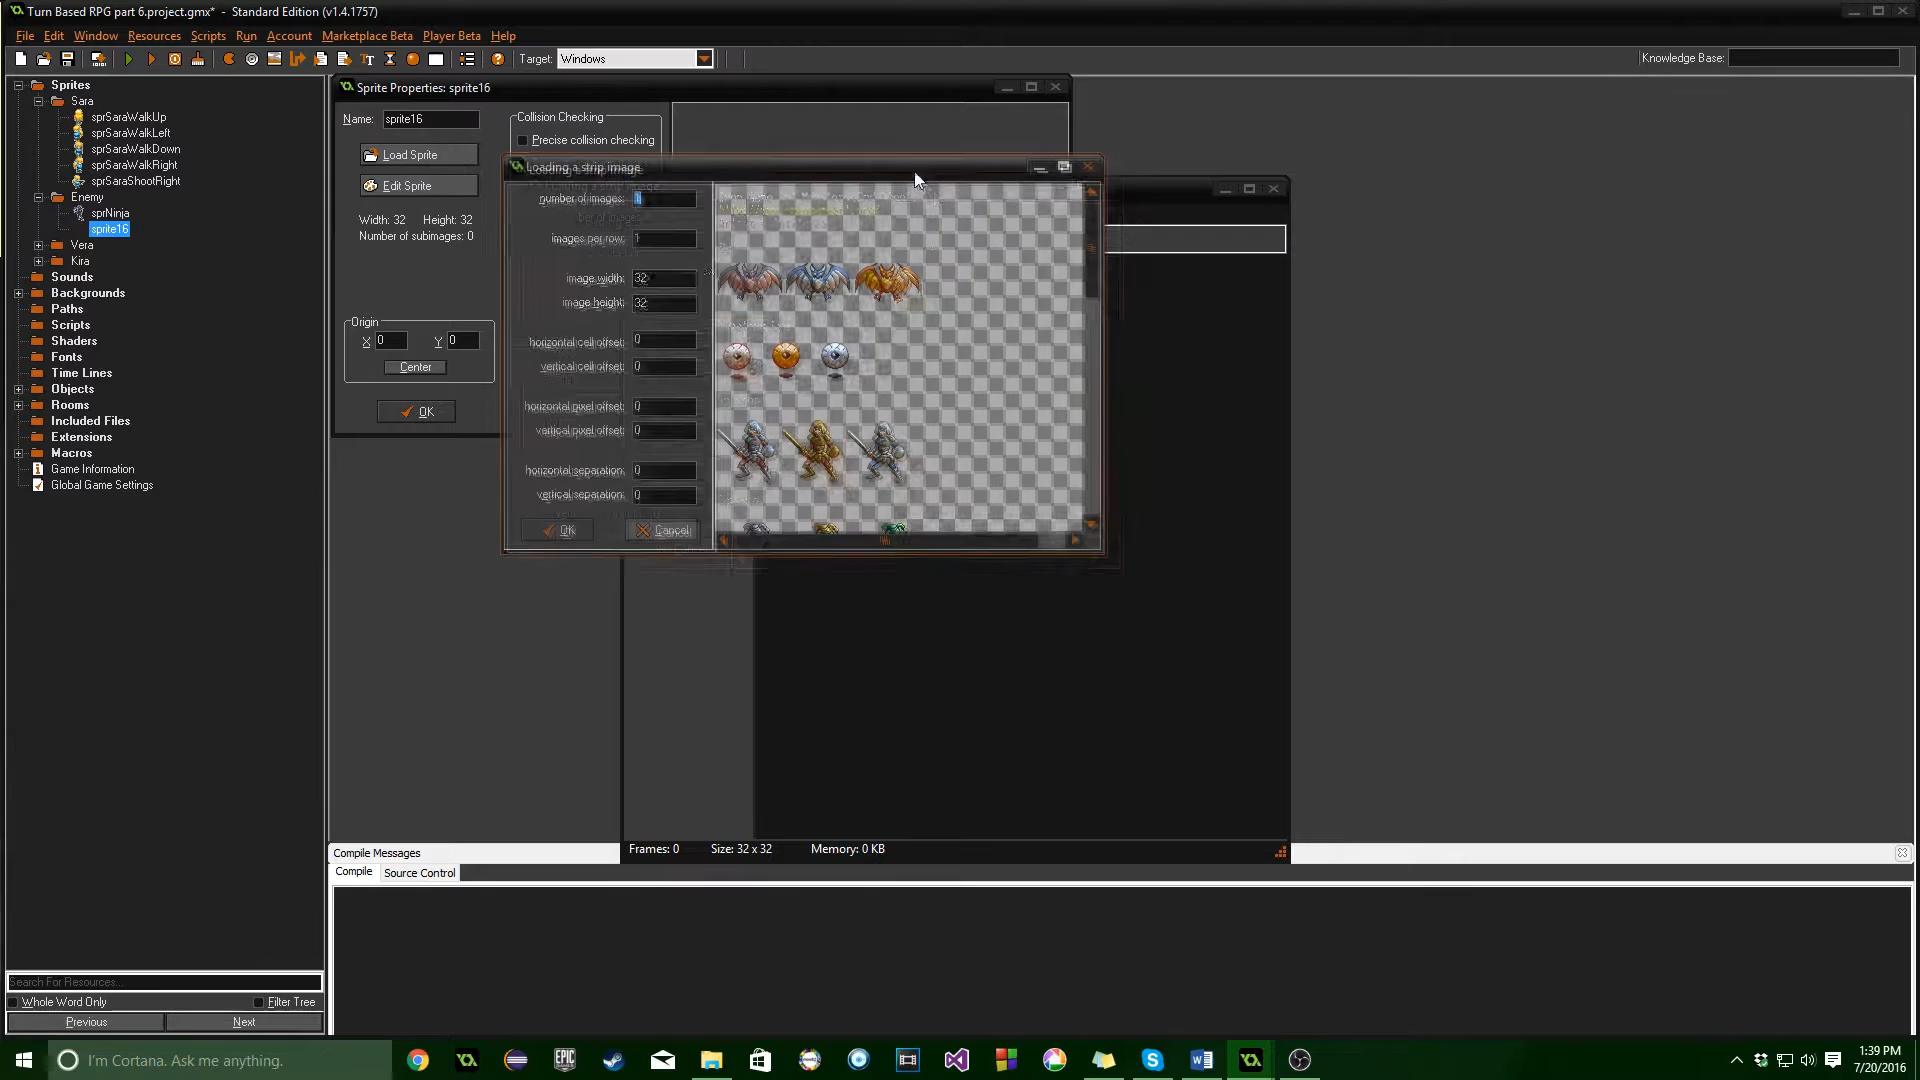 Turn Based RPG part 6.project.gmx* - Standard Edition (v1.4.1757)
File Edit Window Resources Scripts Run Account Marketplace Beta Player Beta Help
Target: Windows
Knowledge Base:
Sprites
Sara
sprSaraWalkUp
sprSaraWalkLeft
sprSaraWalkDown
sprSaraWalkRight
sprSaraShootRight
Enemy
sprNinja
sprite16
Vera
Kira
Sounds
Backgrounds
Paths
Scripts
Shaders
Fonts
Time Lines
Objects
Rooms
Included Files
Extensions
Macros
Game Information
Global Game Settings
Search For Resources...
Whole Word Only Filter Tree
Previous Next
Sprite Properties: sprite16
Name: sprite16
Load Sprite
Edit Sprite
Width: 32 Height: 32
Number of subimages: 0
Origin
X 0 Y 0
Center
OK
Collision Checking
Precise collision checking
Loading a strip image
number of images: 1
images per row: 1
image width: 32
image height: 32
horizontal cell offset: 0
vertical cell offset: 0
horizontal pixel offset: 0
vertical pixel offset: 0
horizontal separation: 0
vertical separation: 0
OK Cancel
Frames: 0 Size: 32 x 32 Memory: 0 KB
Compile Messages
Compile Source Control
I'm Cortana. Ask me anything.
1:39 PM
7/20/2016